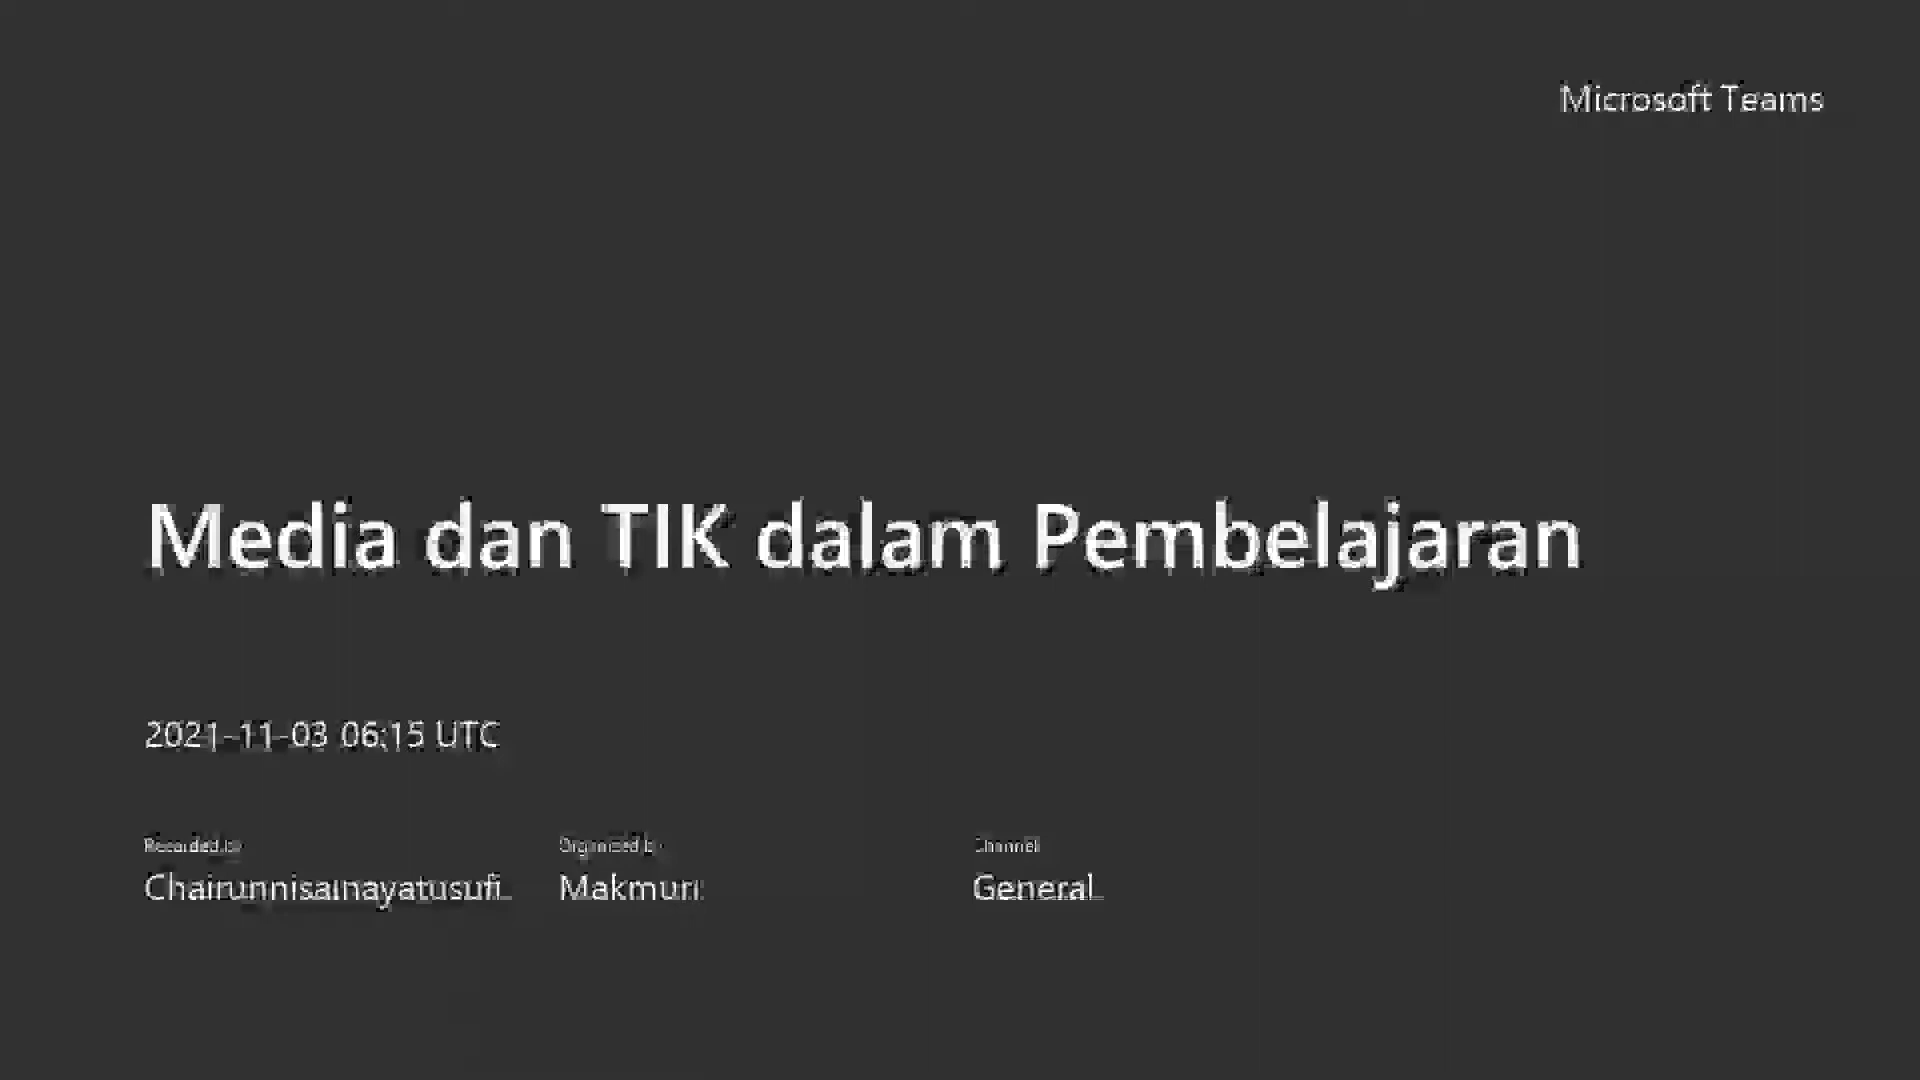 Microsoft Teams
Media dan TIK dalam Pembelajaran
2021-11-03 06:15 UTC
Recorded by
Organized by
Channel
Makmuri
General